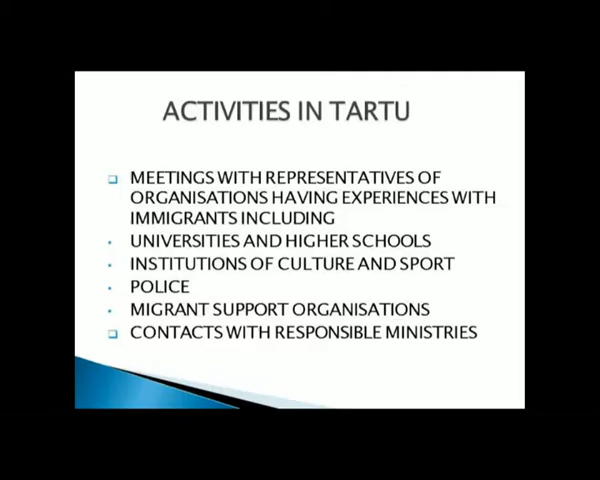 ACTIVITIES IN TARTU
MEETINGS WITH REPRESENTATIVES OF
ORGANISATIONS HAVING EXPERIENCES WITH
IMMIGRANTS INCLUDING
UNIVERSITIES AND HIGHER SCHOOLS
INSTITUTIONS OF CULTURE AND SPORT
POLICE
MIGRANT SUPPORT ORGANISATIONS
CONTACTS WITH RESPONSIBLE MINISTRIES